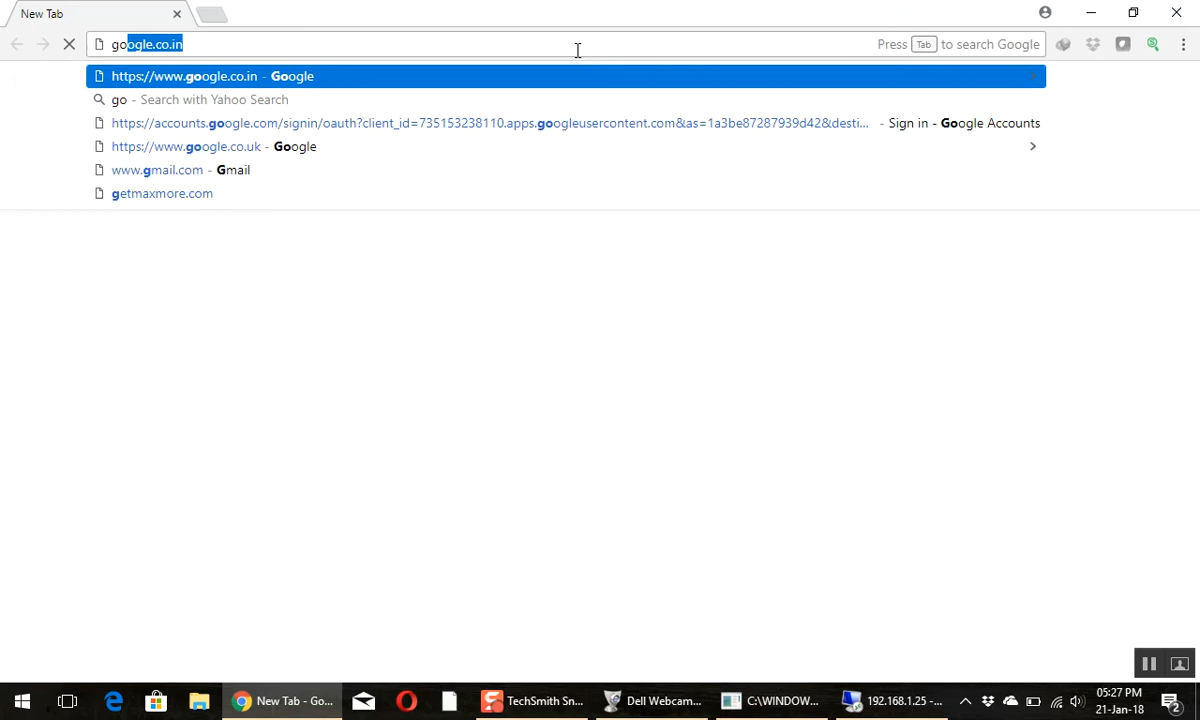 New Tab
google.co.in
Press Tab to search Google
https://www.google.co.in - Google
go - Search with Yahoo Search
https://accounts.google.com/signin/oauth?client_id=735153238110.apps.googleusercontent.com&as=1a3be87287939d42&desti... - Sign in - Google Accounts
https://www.google.co.uk - Google
www.gmail.com - Gmail
getmaxmore.com
New Tab - Go...
TechSmith Sn...
Dell Webcam...
C:\WINDOW...
192.168.1.25 -...
05:27 PM
21-Jan-18
2